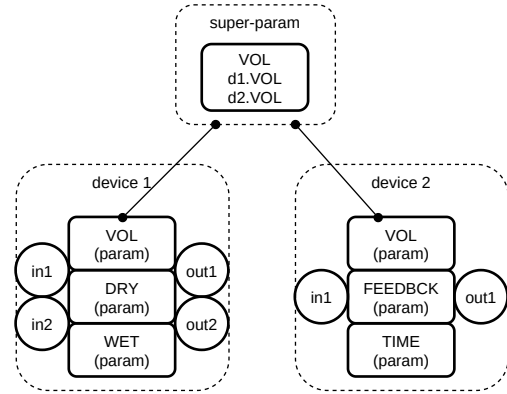 super-param
VOL
d1.VOL
d2.VOL
device 1
VOL
(param)
in1
out1
DRY
(param)
in2
out2
WET
(param)
device 2
VOL
(param)
in1
FEEDBCK
(param)
out1
TIME
(param)